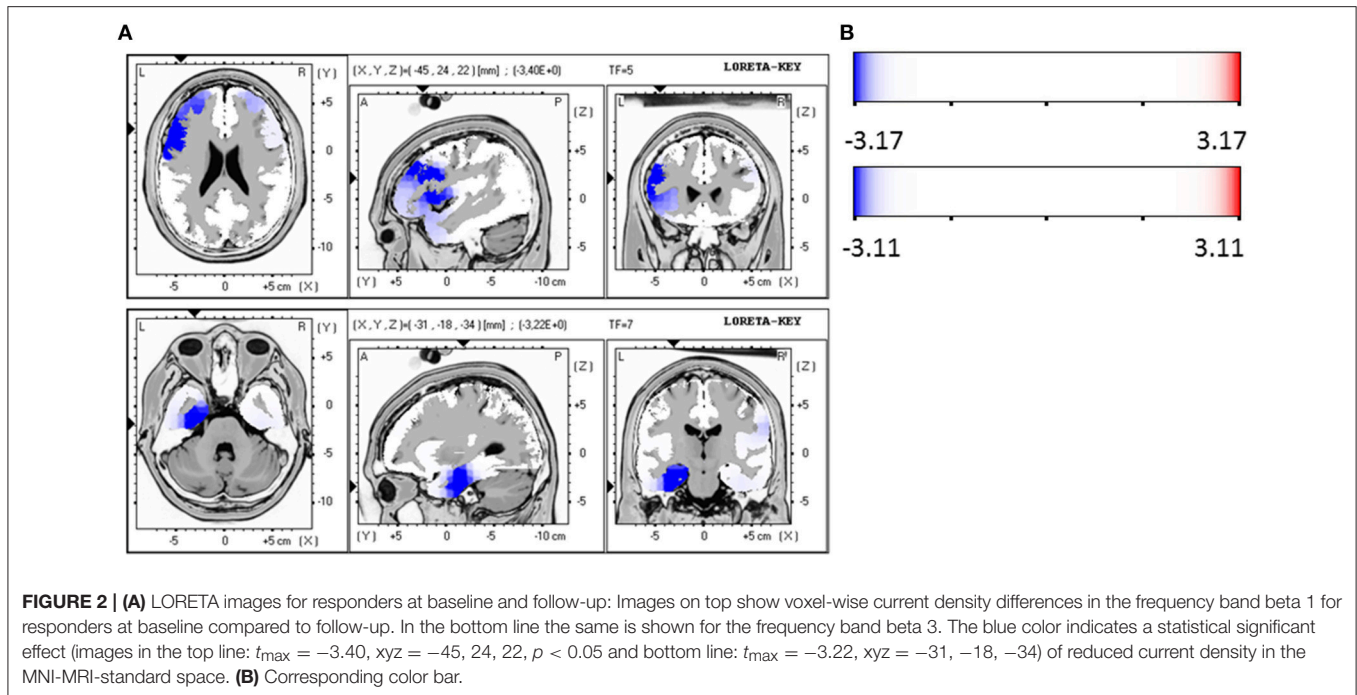 A
B
L R (Y) (X,Y,Z)=(-45,24,22)[mm] ; (-3,40E+0) TF=5 LORETA-KEY
A P (Z) L R (Z)
+5
0
-5
-10
-5 0 +5 cm (X)
+5
0
-5
(Y) +5 0 -5 -10 cm
+5
0
-5
-5 0 +5 cm (X)
-3.17 3.17
-3.11 3.11
L R (Y) (X,Y,Z)=(-31,-18,-34)[mm] ; (-3,22E+0) TF=7 LORETA-KEY
A P (Z) L R (Z)
+5
0
-5
-10
-5 0 +5 cm (X)
+5
0
-5
(Y) +5 0 -5 -10 cm
+5
0
-5
-5 0 +5 cm (X)
FIGURE 2 | (A) LORETA images for responders at baseline and follow-up: Images on top show voxel-wise current density differences in the frequency band beta 1 for
responders at baseline compared to follow-up. In the bottom line the same is shown for the frequency band beta 3. The blue color indicates a statistical significant
effect (images in the top line: tmax = −3.40, xyz = −45, 24, 22, p < 0.05 and bottom line: tmax = −3.22, xyz = −31, −18, −34) of reduced current density in the
MNI-MRI-standard space. (B) Corresponding color bar.